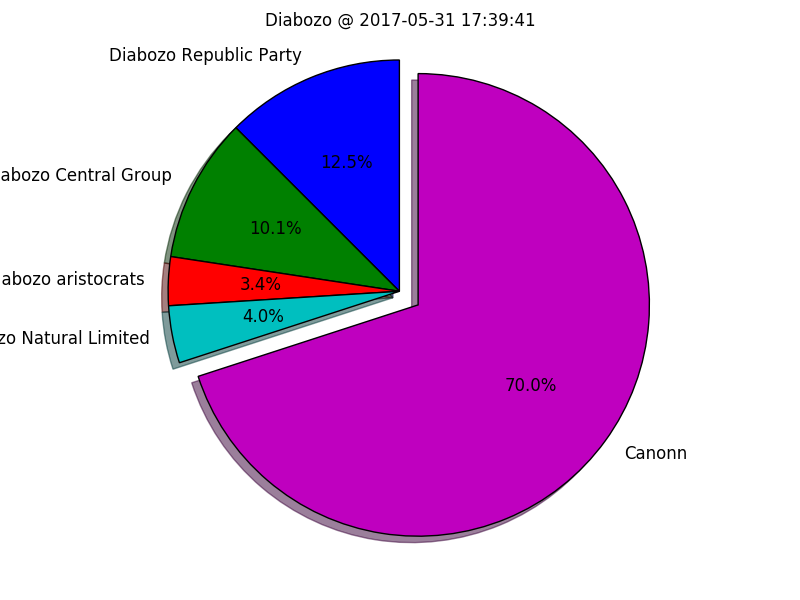 Diabozo @ 2017-05-31 17:39:41
Diabozo Republic Party
12.5%
abozo Central Group
10.1%
abozo aristocrats
3.4%
zo Natural Limited
4.0%
70.0%
Canonn